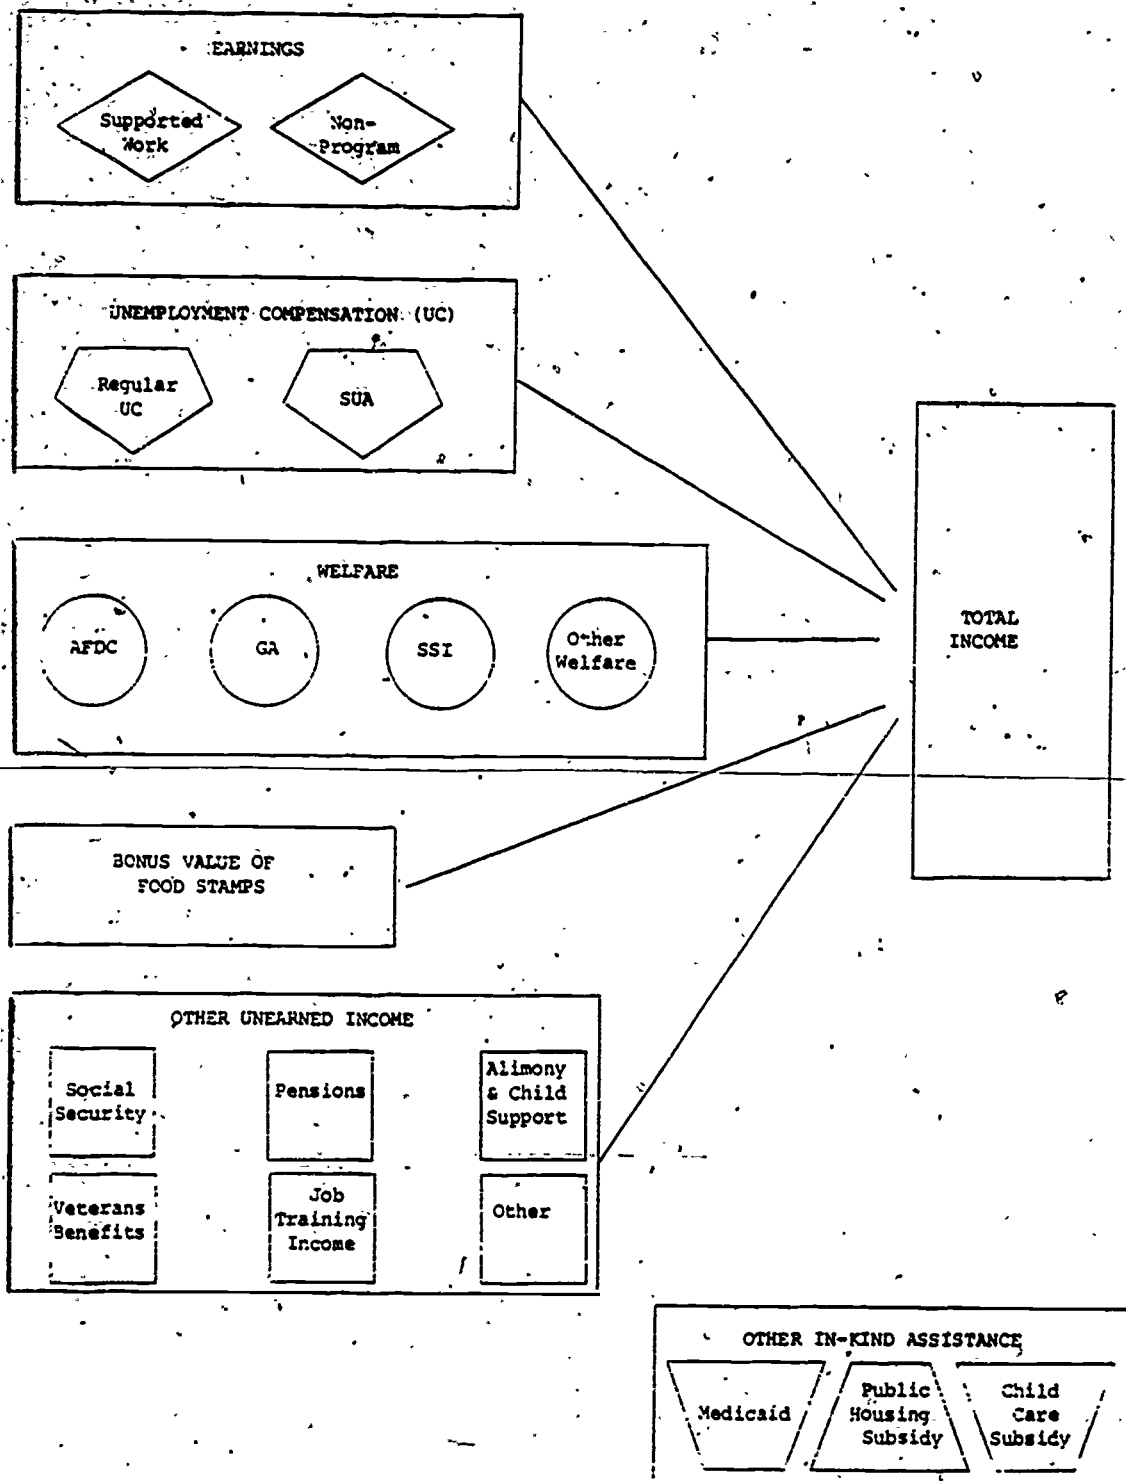 EARNINGS
Supported
Work
Non-
Program
UNEMPLOYMENT COMPENSATION (UC)
Regular
UC
SUA
WELFARE
AFDC
GA
SSI
Other
Welfare
TOTAL
INCOME
BONUS VALUE OF
FOOD STAMPS
OTHER UNEARNED INCOME
Social
Security
Pensions
Alimony
& Child
Support
Veterans
Benefits
Job
Training
Income
Other
OTHER IN-KIND ASSISTANCE
Medicaid
Public
Housing
Subsidy
Child
Care
Subsidy